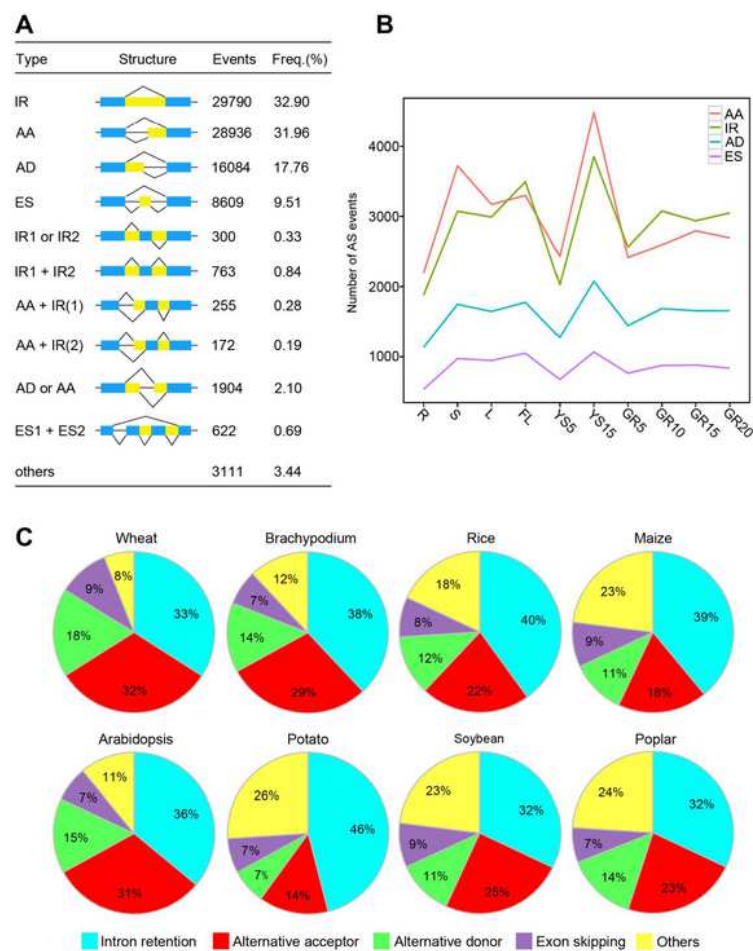 A
Type Structure Events Freq.(%)
IR 29790 32.90
AA 28936 31.96
AD 16084 17.76
ES 8609 9.51
IR1 or IR2 300 0.33
IR1 + IR2 763 0.84
AA + IR(1) 255 0.28
AA + IR(2) 172 0.19
AD or AA 1904 2.10
ES1 + ES2 622 0.69
others 3111 3.44
B
AA
IR
AD
ES
Number of AS events
4000
3000
2000
1000
R S L FL YS5 YS15 GR5 GR10 GR15 GR20
C
Wheat Brachypodium Rice Maize
33% 32% 18% 9% 8%
38% 29% 14% 7% 12%
40% 22% 12% 8% 18%
39% 18% 11% 9% 23%
Arabidopsis Potato Soybean Poplar
36% 31% 15% 7% 11%
46% 14% 7% 7% 26%
32% 25% 11% 9% 23%
32% 23% 14% 7% 24%
Intron retention Alternative acceptor Alternative donor Exon skipping Others